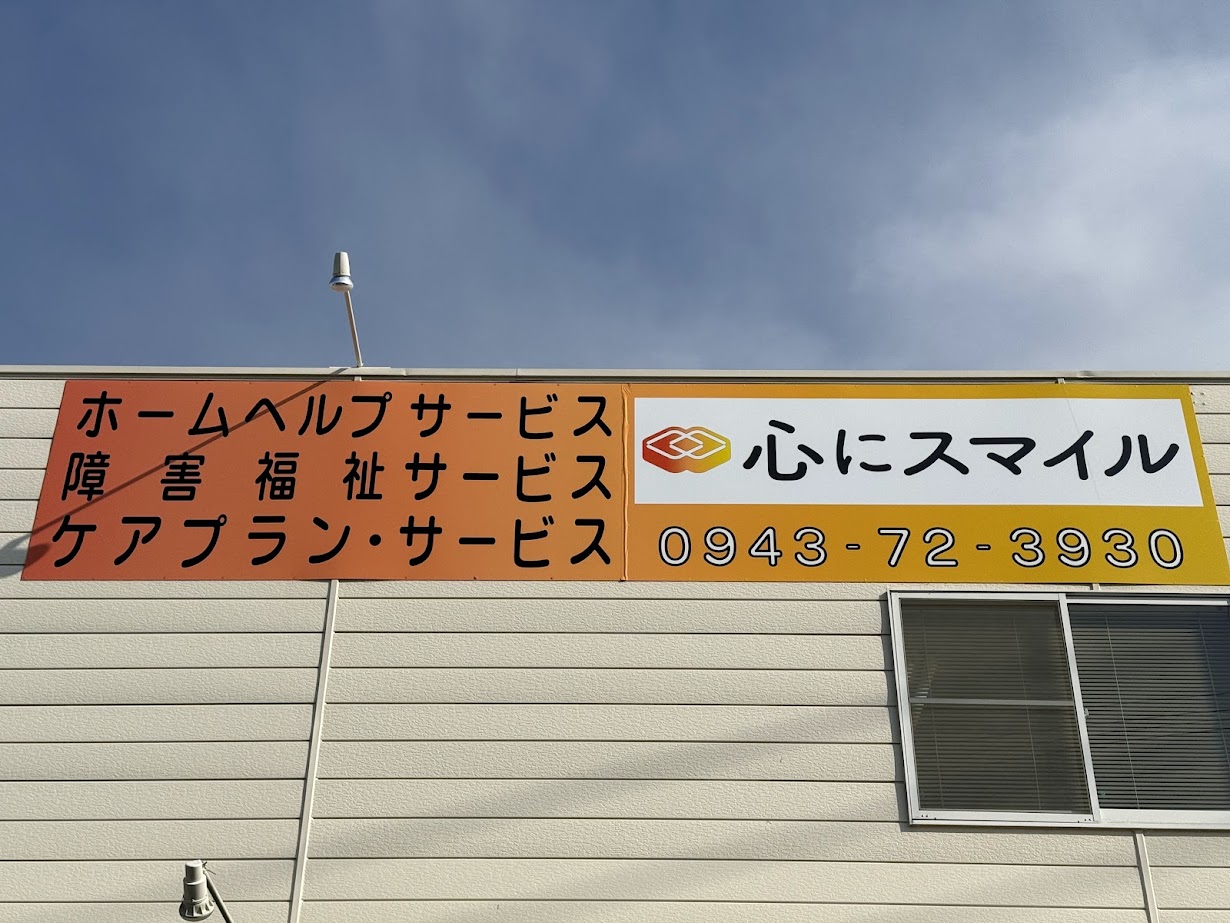 ホームヘルプサービス
障害福祉サービス
ケアプラン・サービス
心にスマイル
0943-72-3930